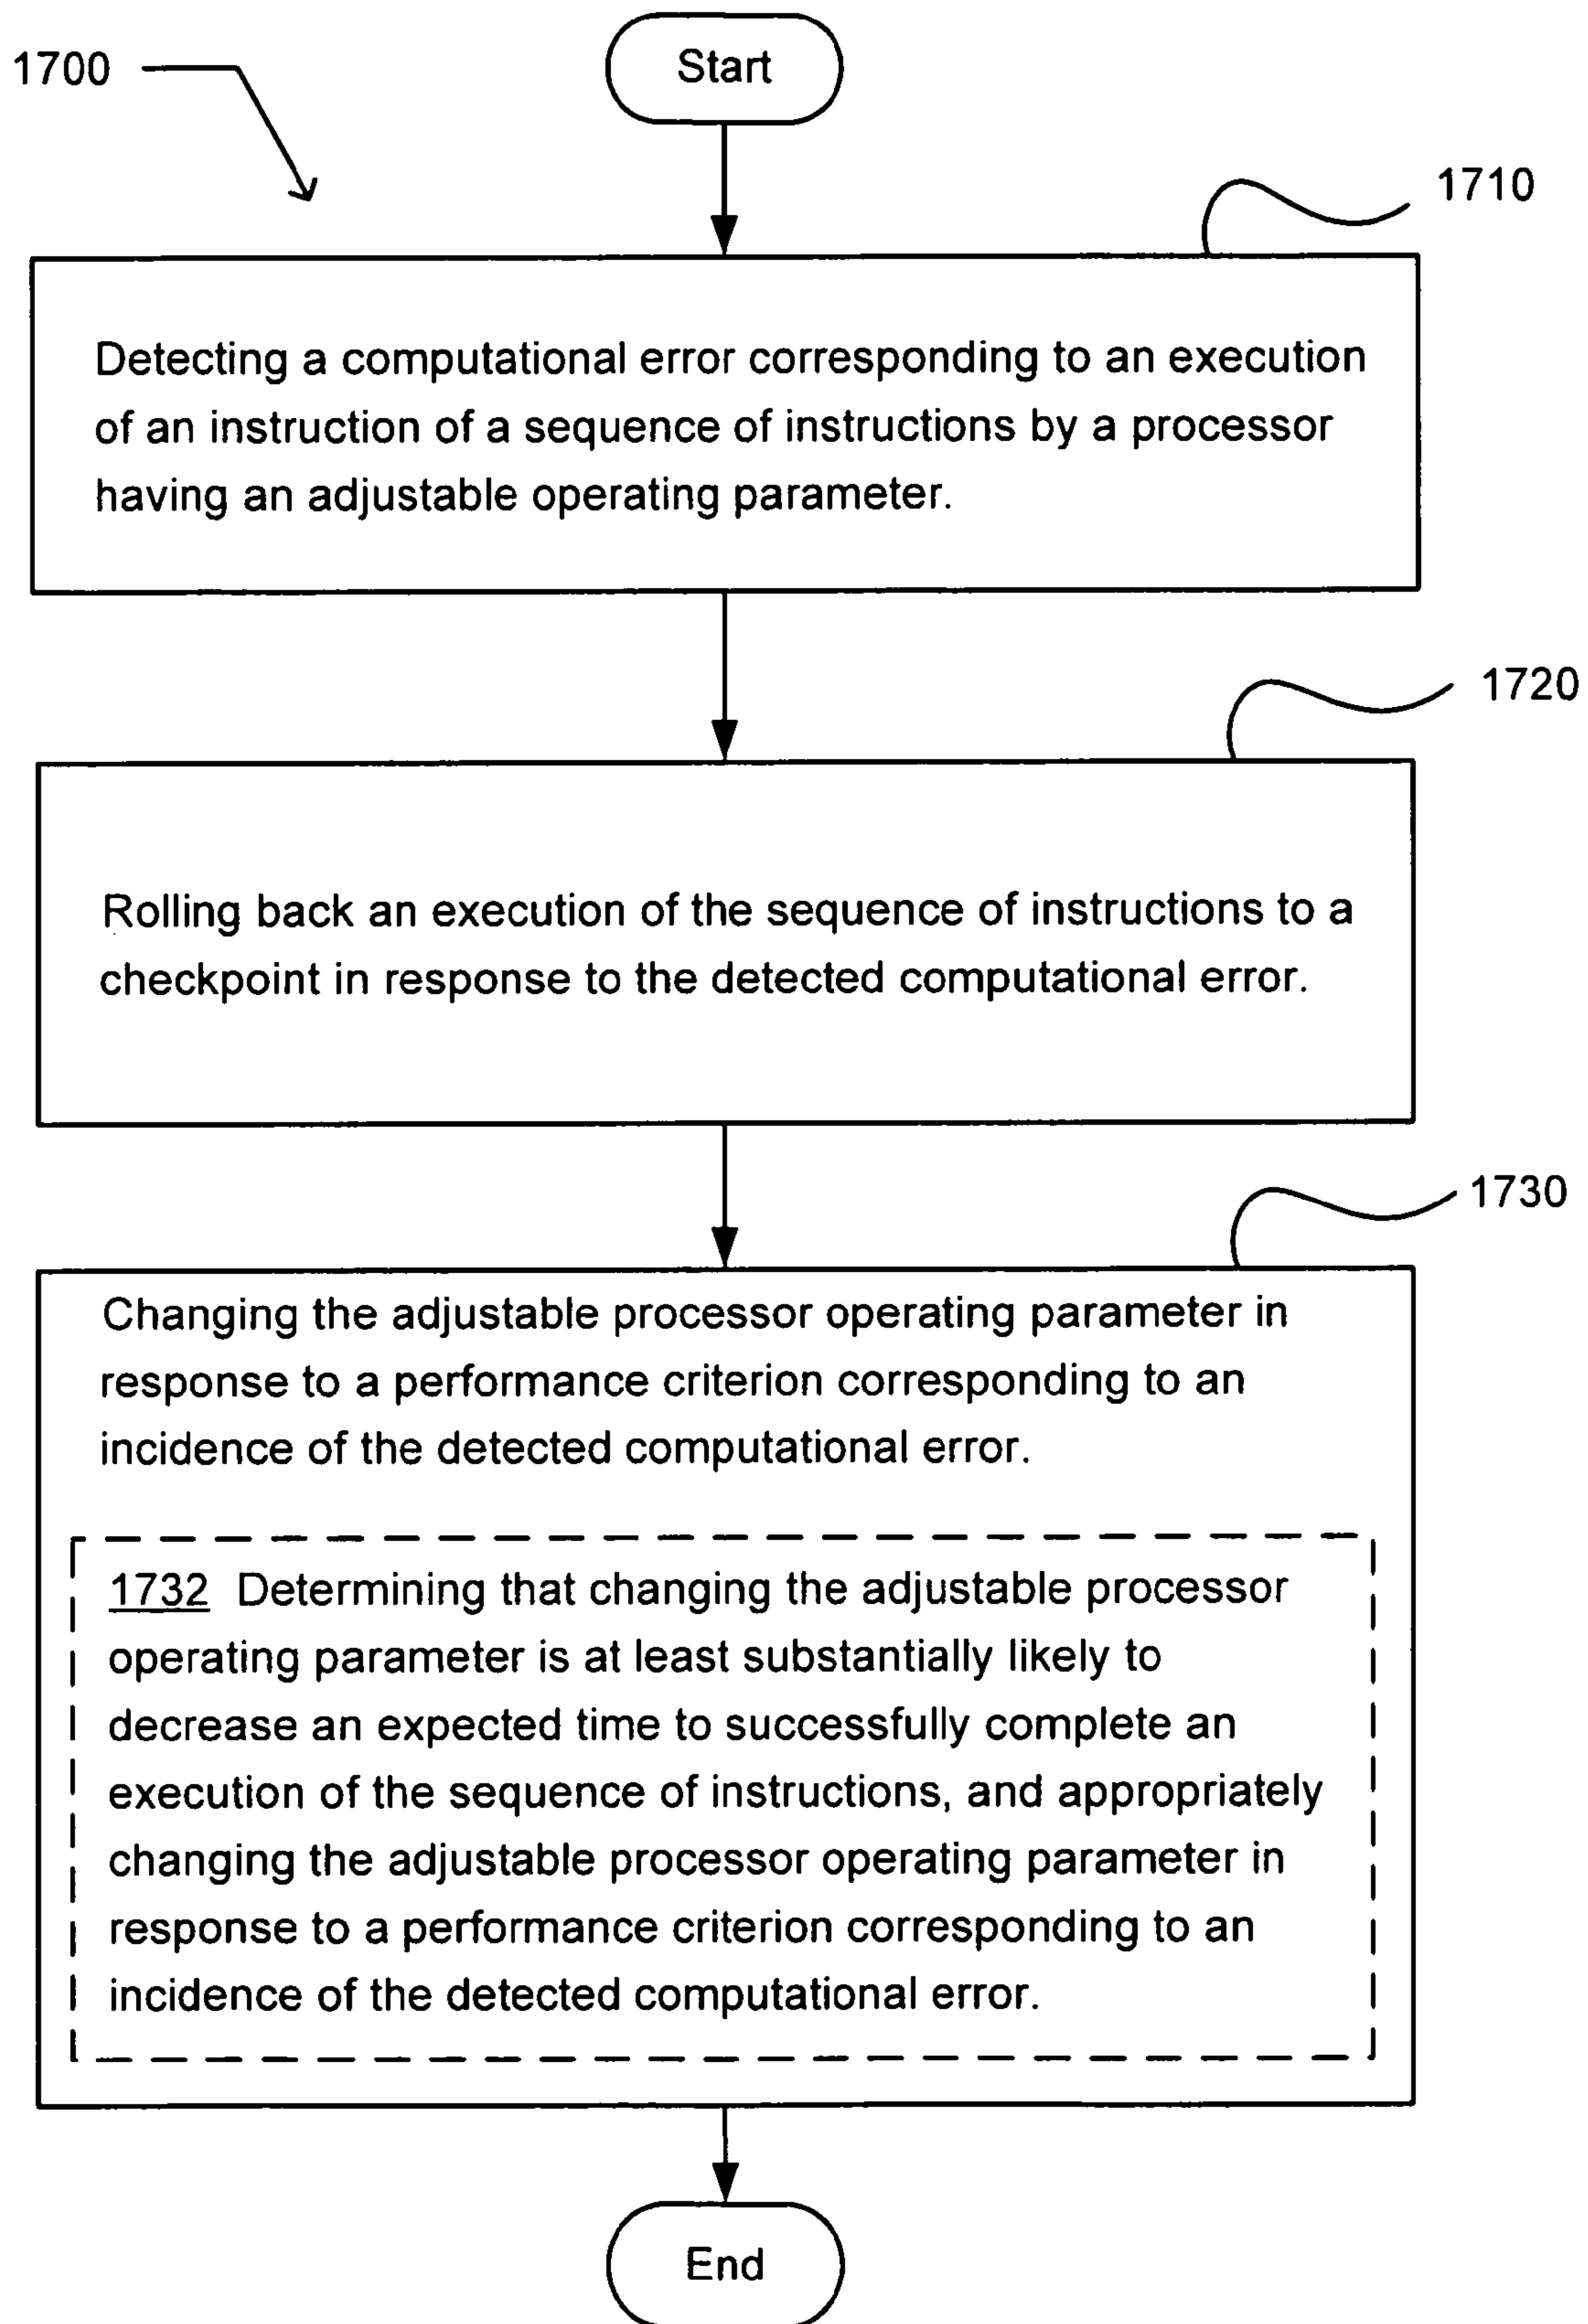 Start
1700
1710
Detecting a computational error corresponding to an execution
of an instruction of a sequence of instructions by a processor
having an adjustable operating parameter.
1720
Rolling back an execution of the sequence of instructions to a
checkpoint in response to the detected computational error.
1730
Changing the adjustable processor operating parameter in
response to a performance criterion corresponding to an
incidence of the detected computational error.
1732 Determining that changing the adjustable processor
operating parameter is at least substantially likely to
decrease an expected time to successfully complete an
execution of the sequence of instructions, and appropriately
changing the adjustable processor operating parameter in
response to a performance criterion corresponding to an
incidence of the detected computational error.
End